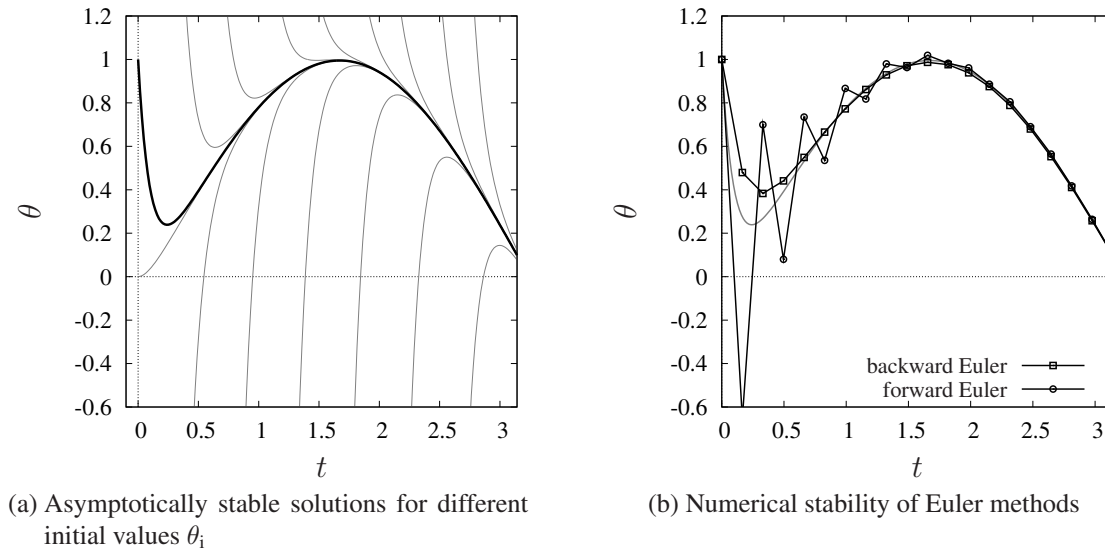 1.2
1
0.8
0.6
0.4
0.2
0
-0.2
-0.4
-0.6
θ
0 0.5 1 1.5 2 2.5 3
t
(a) Asymptotically stable solutions for different
initial values θi
1.2
1
0.8
0.6
0.4
0.2
0
-0.2
-0.4
-0.6
θ
backward Euler
forward Euler
0 0.5 1 1.5 2 2.5 3
t
(b) Numerical stability of Euler methods